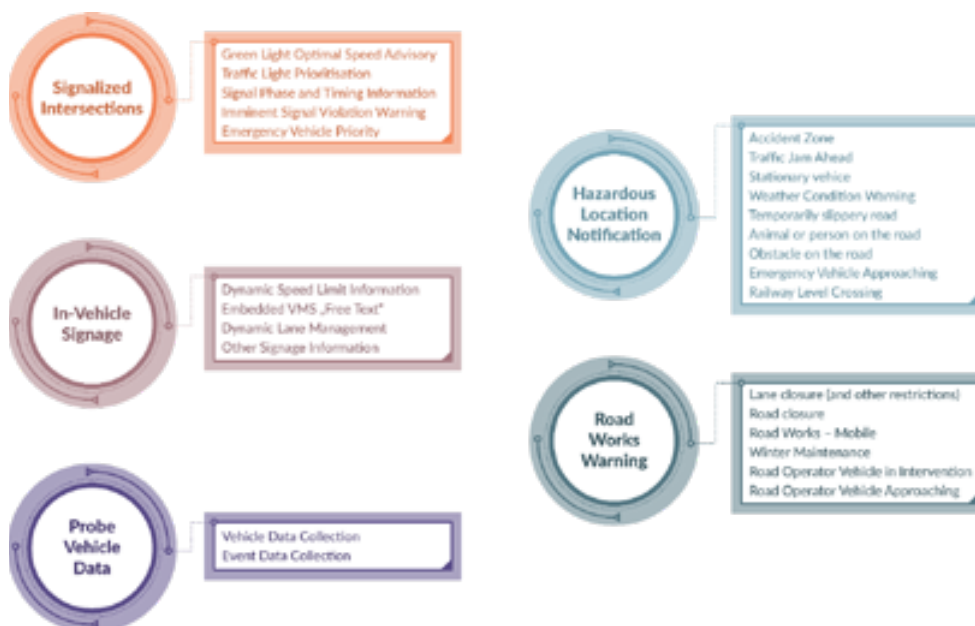 Signalized
Intersections
Green Light Optimal Speed Advisory
Traffic Light Prioritisation
Signal Phase and Timing Information
Imminent Signal Violation Warning
Emergency Vehicle Priority
In-Vehicle
Signage
Dynamic Speed Limit Information
Embedded VMS „Free Text"
Dynamic Lane Management
Other Signage Information
Probe
Vehicle
Data
Vehicle Data Collection
Event Data Collection
Hazardous
Location
Notification
Accident Zone
Traffic Jam Ahead
Stationary vehice
Weather Condition Warning
Temporarily slippery road
Animal or person on the road
Obstacle on the road
Emergency Vehicle Approaching
Railway Level Crossing
Road
Works
Warning
Lane closure (and other restrictions)
Road closure
Road Works – Mobile
Winter Maintenance
Road Operator Vehicle in Intervention
Road Operator Vehicle Approaching